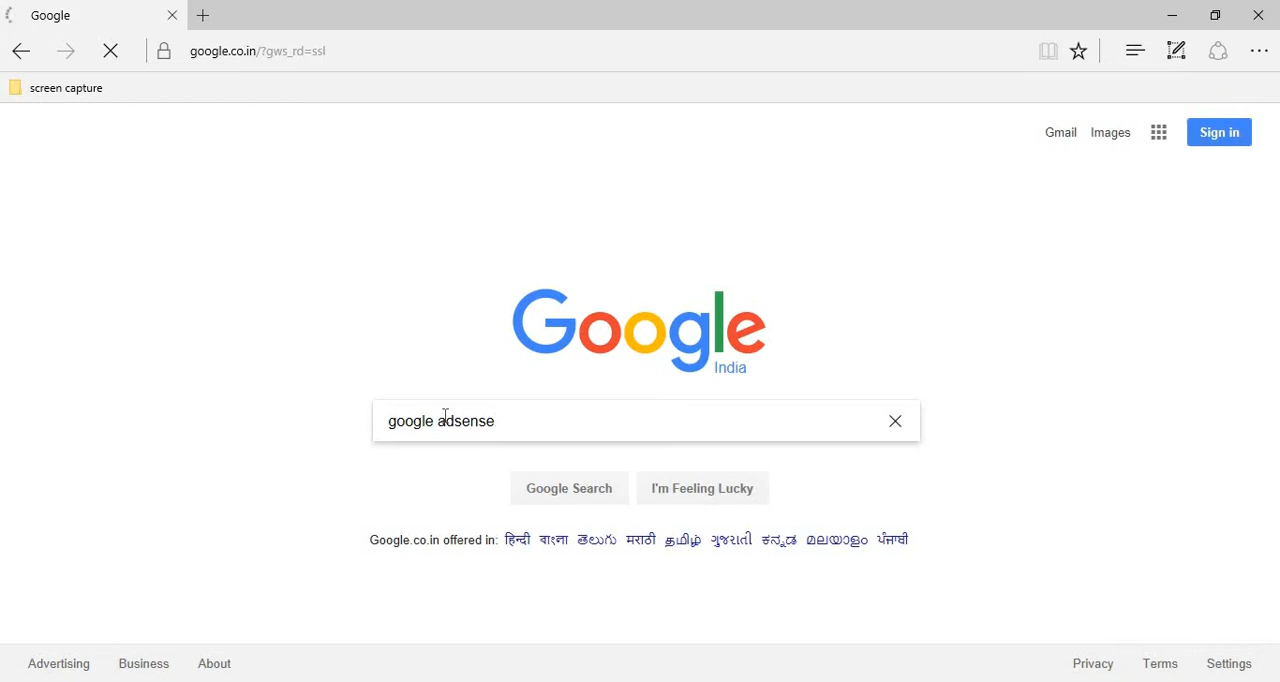 Google
google.co.in/?gws_rd=ssl
screen capture
Gmail Images Sign in
Google
India
google adsense
Google Search I'm Feeling Lucky
Google.co.in offered in: हिन्दी বাংলা తెలుగు मराठी தமிழ் ગુજરાતી ಕನ್ನಡ മലയാളം ਪੰਜਾਬੀ
Advertising Business About Privacy Terms Settings